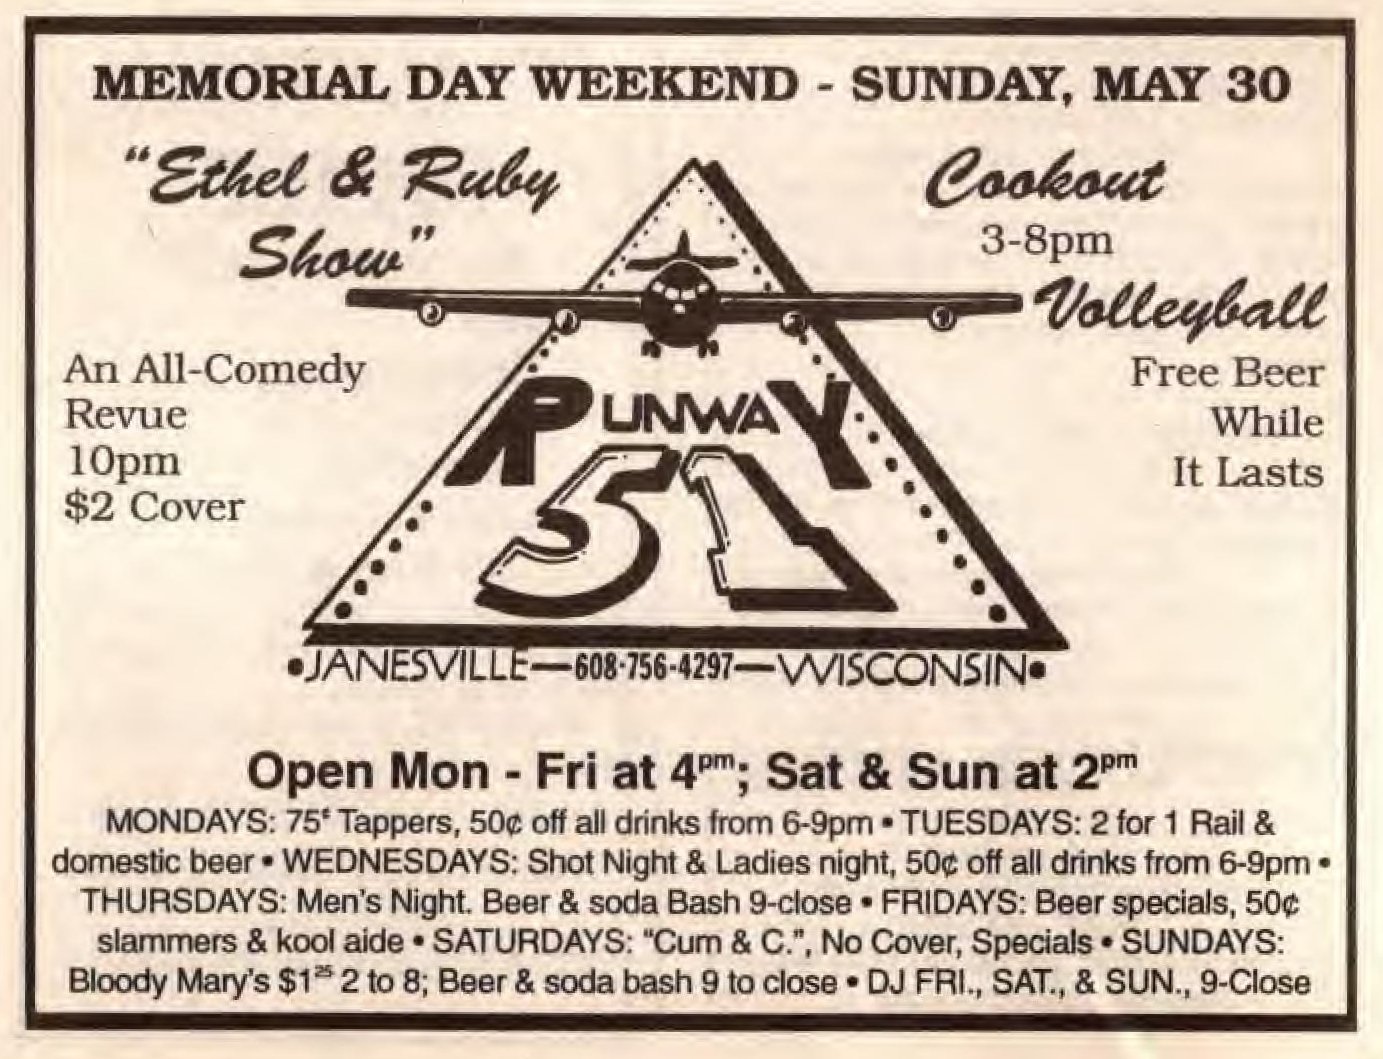 MEMORIAL DAY WEEKEND - SUNDAY, MAY 30
"Ethel & Ruby
Show"
An All-Comedy
Revue
10pm
$2 Cover
Cookout
3-8pm
Volleyball
Free Beer
While
It Lasts
RUNWAY
51
•JANESVILLE—608-756-4297—WISCONSIN•
Open Mon - Fri at 4pm; Sat & Sun at 2pm
MONDAYS: 75¢ Tappers, 50¢ off all drinks from 6-9pm • TUESDAYS: 2 for 1 Rail &
domestic beer • WEDNESDAYS: Shot Night & Ladies night, 50¢ off all drinks from 6-9pm •
THURSDAYS: Men's Night. Beer & soda Bash 9-close • FRIDAYS: Beer specials, 50¢
slammers & kool aide • SATURDAYS: "Cum & C.", No Cover, Specials • SUNDAYS:
Bloody Mary's $1²⁵ 2 to 8; Beer & soda bash 9 to close • DJ FRI., SAT., & SUN., 9-Close